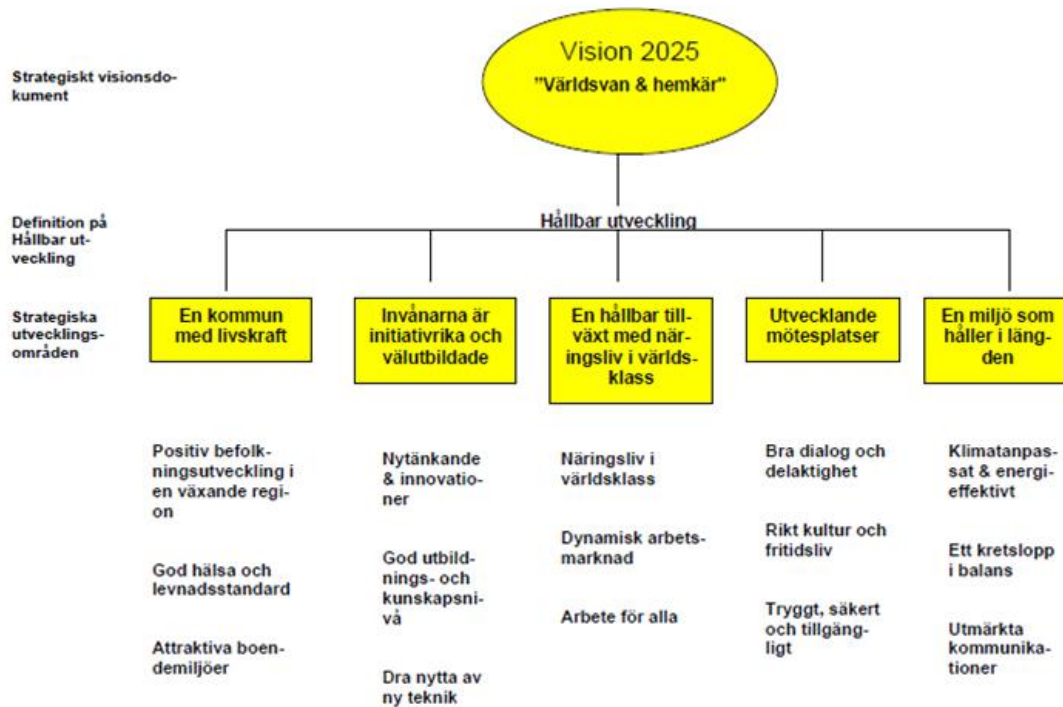 Vision 2025
”Världsvan & hemkär"
Strategiskt visionsdo-
kument
Definition på
Hållbar ut-
veckling
Hållbar utveckling
Strategiska
utvecklings-
områden
En kommun
med livskraft
Invånarna är
initiativrika och
välutbildade
En hållbar till-
växt med nä-
ringsliv i världs-
klass
Utvecklande
mötesplatser
En miljö som
håller i läng-
den
Positiv befolk-
ningsutveckling i
en växande regi-
on
God hälsa och
levnadsstandard
Attraktiva boen-
demiljöer
Nytänkande
& innovatio-
ner
God utbild-
nings- och
kunskapsni-
vå
Dra nytta av
ny teknik
Näringsliv i
världsklass
Dynamisk arbets-
marknad
Arbete för alla
Bra dialog och
delaktighet
Rikt kultur och
fritidsliv
Tryggt, säkert
och tillgäng-
ligt
Klimatanpas-
sat & energi-
effektivt
Ett kretslopp
i balans
Utmärkta
kommunika-
tioner